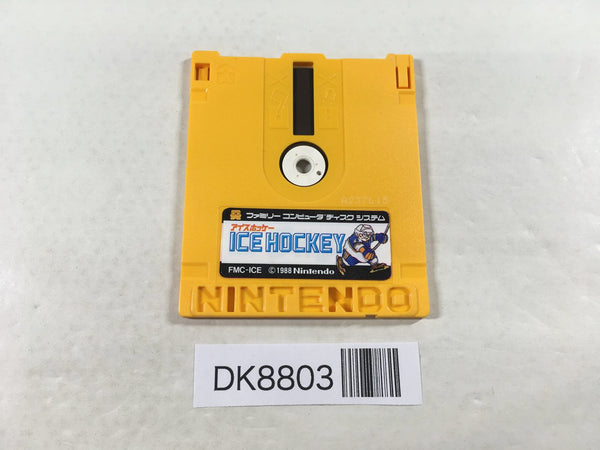 ファミリー コンピュータ ディスク システム
アイスホッケー
ICE HOCKEY
FMC-ICE ©1988 Nintendo
NINTENDO
DK8803